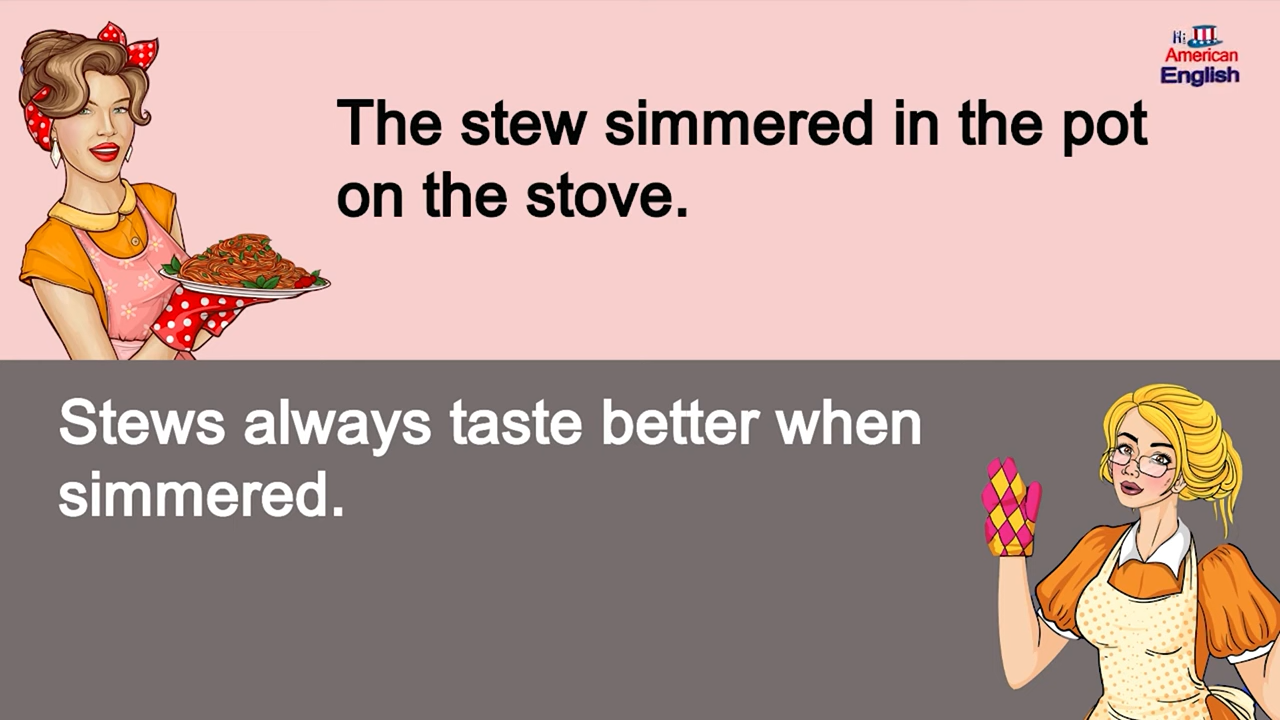 Hi
American
English
The stew simmered in the pot
on the stove.
Stews always taste better when
simmered.